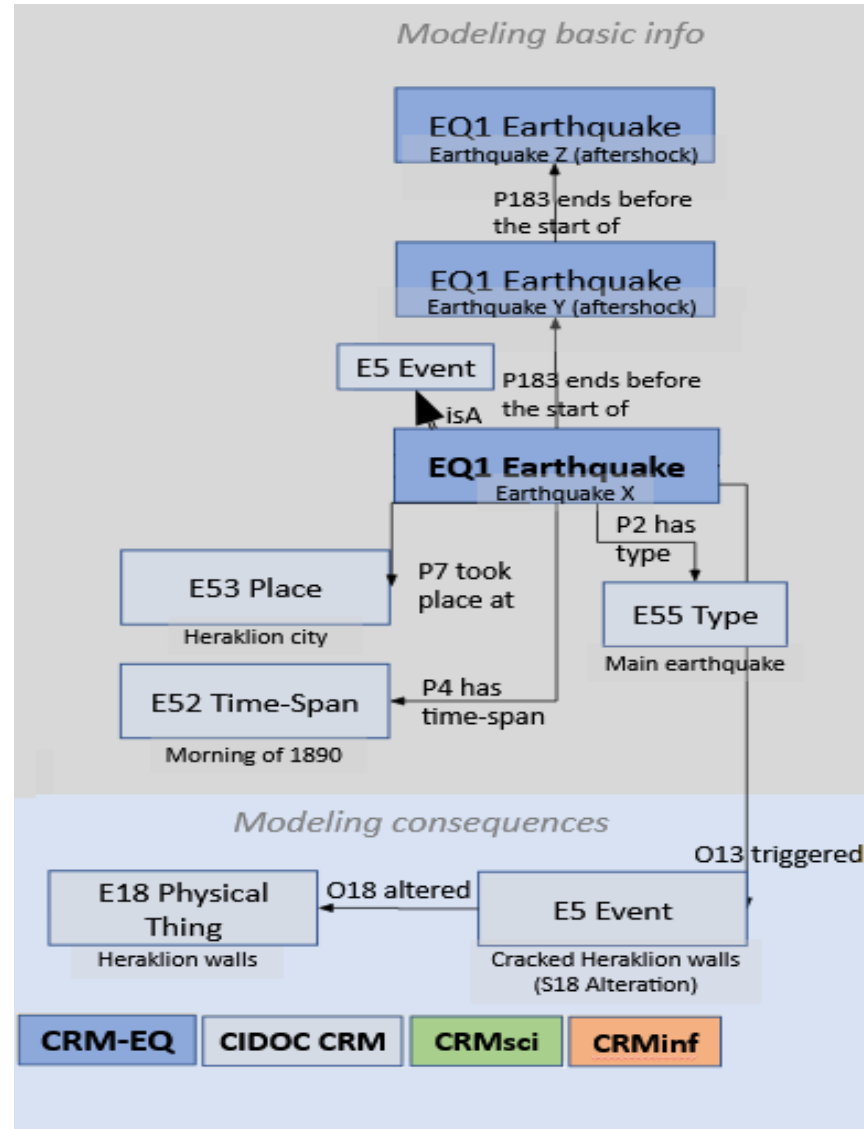 Modeling basic info
EQ1 Earthquake
Earthquake Z (aftershock)
P183 ends before
the start of
EQ1 Earthquake
Earthquake Y (aftershock)
E5 Event
P183 ends before
the start of
isA
EQ1 Earthquake
Earthquake X
P2 has
type
E53 Place
P7 took
place at
Heraklion city
E55 Type
Main earthquake
E52 Time-Span
P4 has
time-span
Morning of 1890
Modeling consequences
O13 triggered
E18 Physical
Thing
O18 altered
E5 Event
Heraklion walls
Cracked Heraklion walls
(S18 Alteration)
CRM-EQ
CIDOC CRM
CRMsci
CRMinf